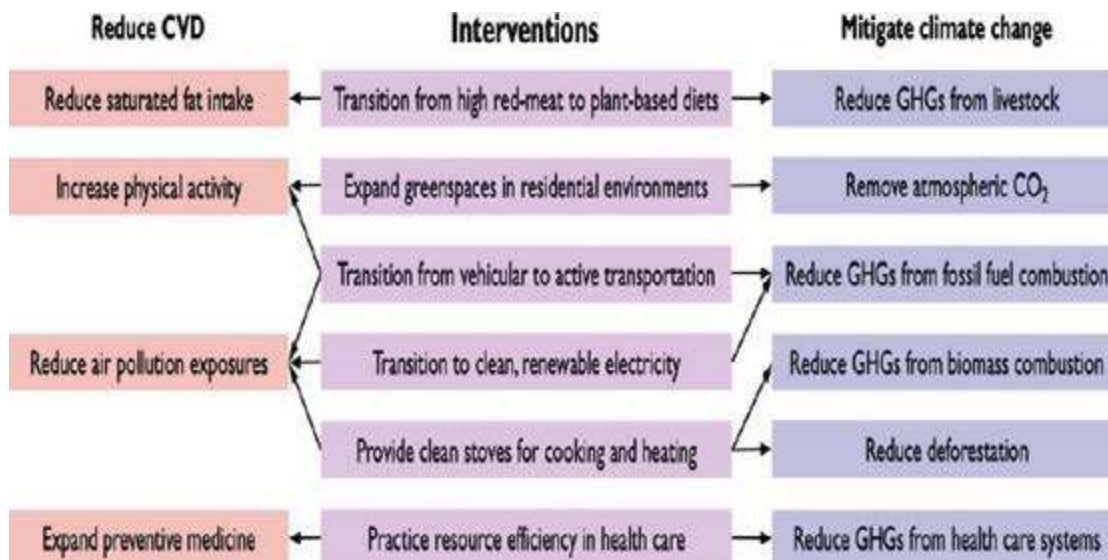 Reduce CVD Interventions Mitigate climate change
Reduce saturated fat intake Transition from high red-meat to plant-based diets Reduce GHGs from livestock
Increase physical activity Expand greenspaces in residential environments Remove atmospheric CO₂
Transition from vehicular to active transportation Reduce GHGs from fossil fuel combustion
Reduce air pollution exposures Transition to clean, renewable electricity Reduce GHGs from biomass combustion
Provide clean stoves for cooking and heating Reduce deforestation
Expand preventive medicine Practice resource efficiency in health care Reduce GHGs from health care systems